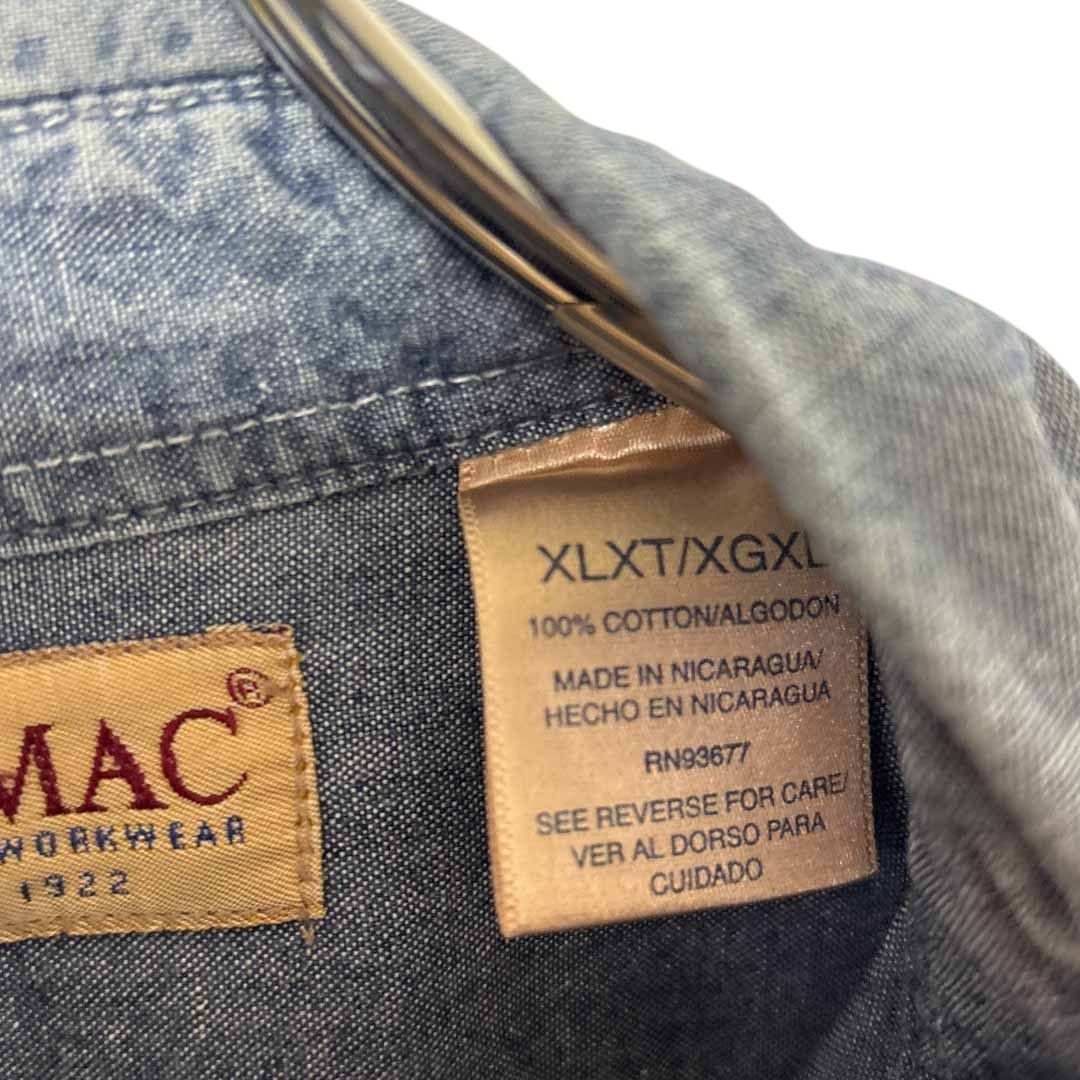 MAC®
WORKWEAR
1922
XLXT/XGXL
100% COTTON/ALGODON
MADE IN NICARAGUA/
HECHO EN NICARAGUA
RN93677
SEE REVERSE FOR CARE/
VER AL DORSO PARA
CUIDADO